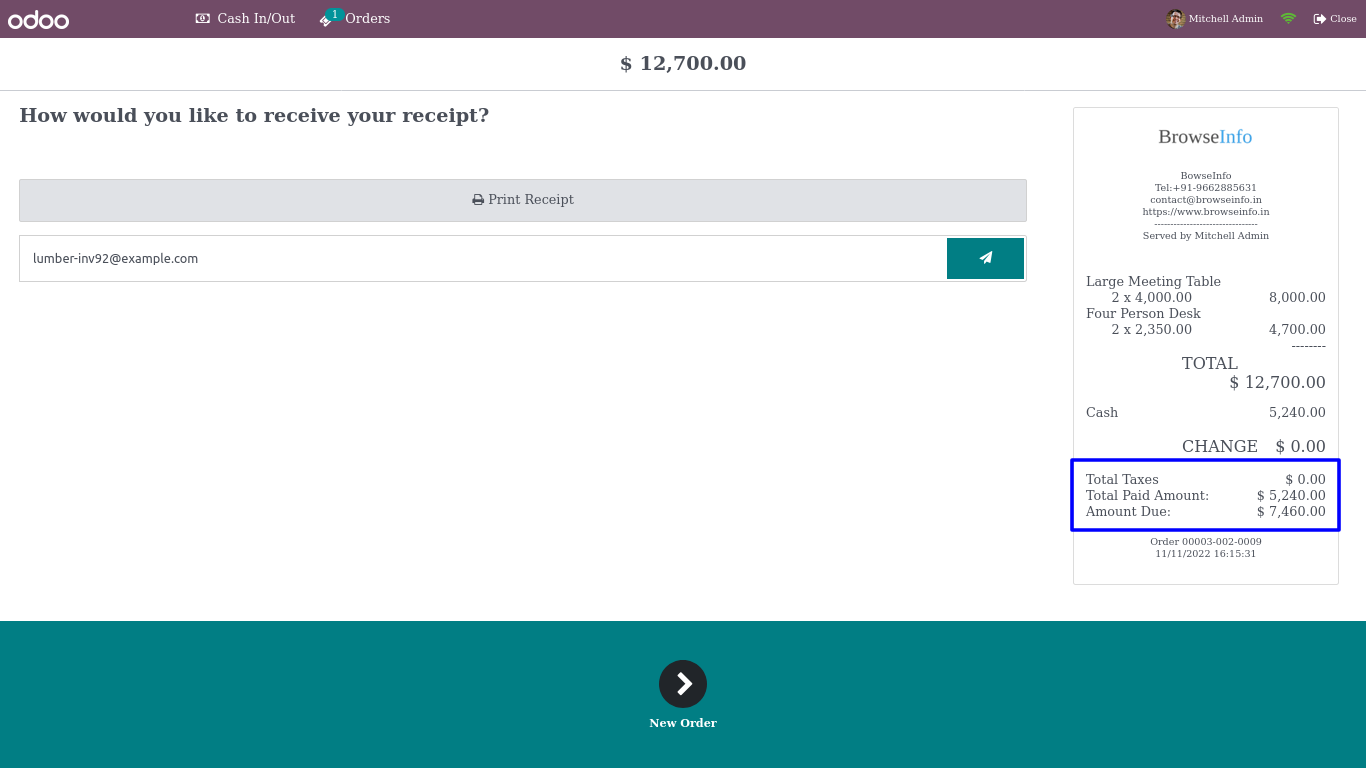 odoo
Cash In/Out
1
Orders
Mitchell Admin
Close
$ 12,700.00
How would you like to receive your receipt?
Print Receipt
lumber-inv92@example.com
BrowseInfo
BowseInfo
Tel:+91-9662885631
contact@browseinfo.in
https://www.browseinfo.in
--------------------------------
Served by Mitchell Admin
Large Meeting Table
2 x 4,000.00 8,000.00
Four Person Desk
2 x 2,350.00 4,700.00
--------
TOTAL
$ 12,700.00
Cash 5,240.00
CHANGE $ 0.00
Total Taxes $ 0.00
Total Paid Amount: $ 5,240.00
Amount Due: $ 7,460.00
Order 00003-002-0009
11/11/2022 16:15:31
New Order